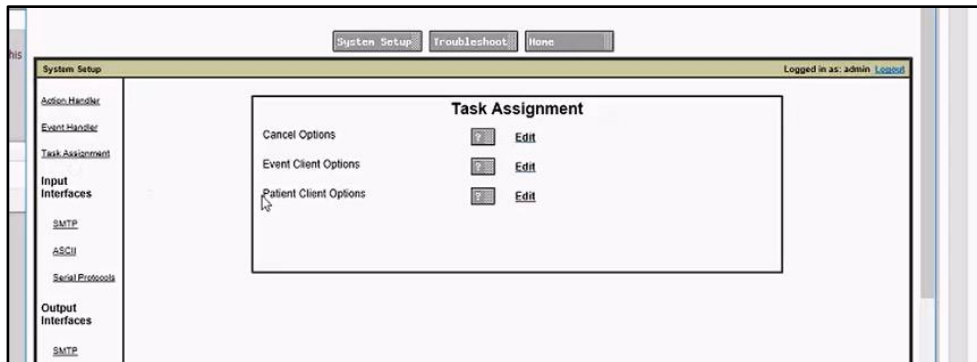 his
System Setup Troubleshoot Home
System Setup Logged in as: admin Logout
Action Handler
Event Handler
Task Assignment
Input
Interfaces
SMTP
ASCII
Serial Protocols
Output
Interfaces
SMTP
Task Assignment
Cancel Options ? Edit
Event Client Options ? Edit
Patient Client Options ? Edit